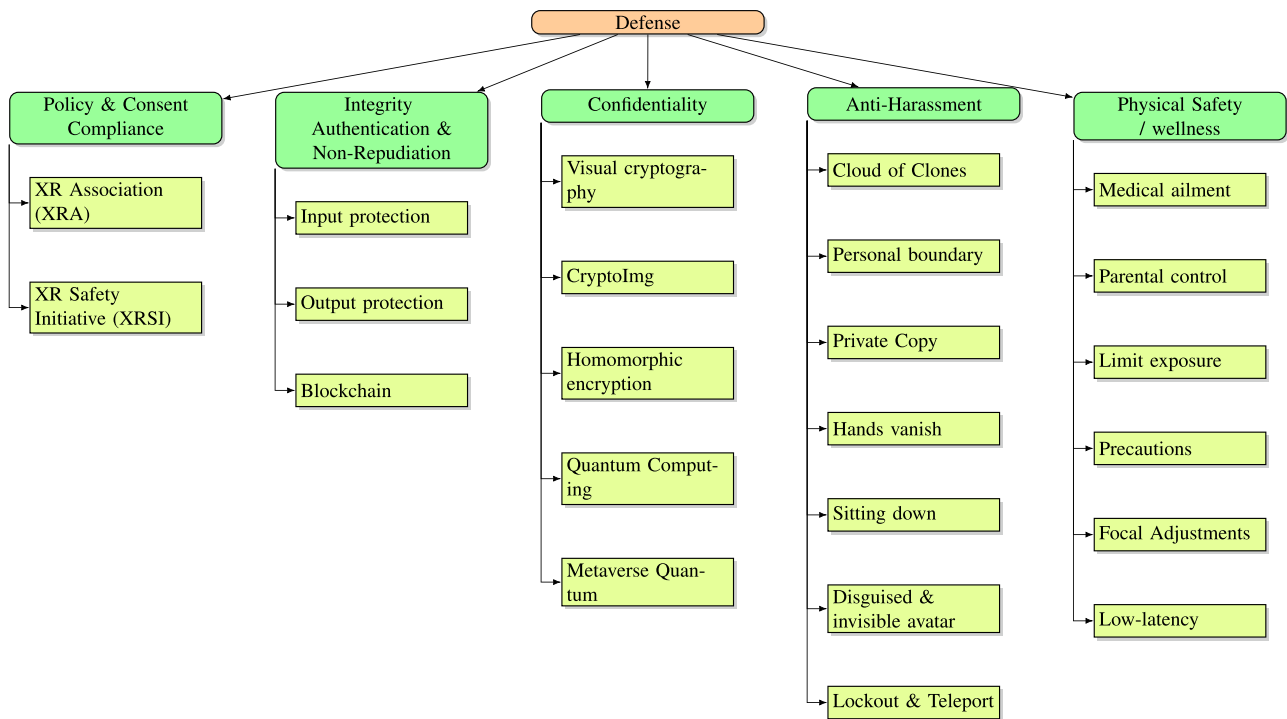 Defense
Policy & Consent
Compliance
XR Association
(XRA)
XR Safety
Initiative (XRSI)
Integrity
Authentication &
Non-Repudiation
Input protection
Output protection
Blockchain
Confidentiality
Visual cryptogra-
phy
CryptoImg
Homomorphic
encryption
Quantum Comput-
ing
Metaverse Quan-
tum
Anti-Harassment
Cloud of Clones
Personal boundary
Private Copy
Hands vanish
Sitting down
Disguised &
invisible avatar
Lockout & Teleport
Physical Safety
/ wellness
Medical ailment
Parental control
Limit exposure
Precautions
Focal Adjustments
Low-latency